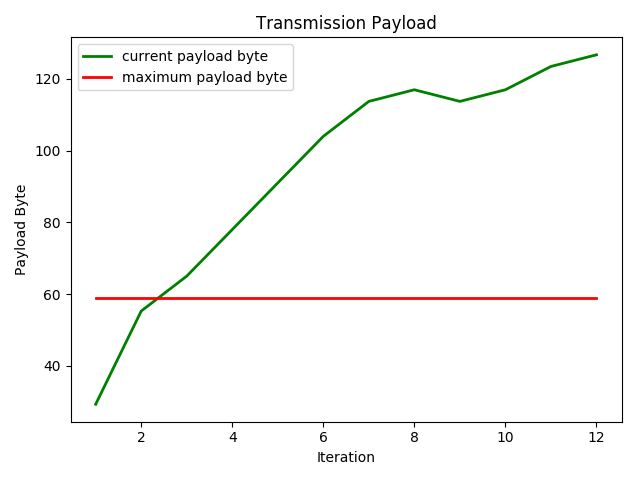 Transmission Payload
current payload byte
maximum payload byte
Payload Byte
120
100
80
60
40
2 4 6 8 10 12
Iteration